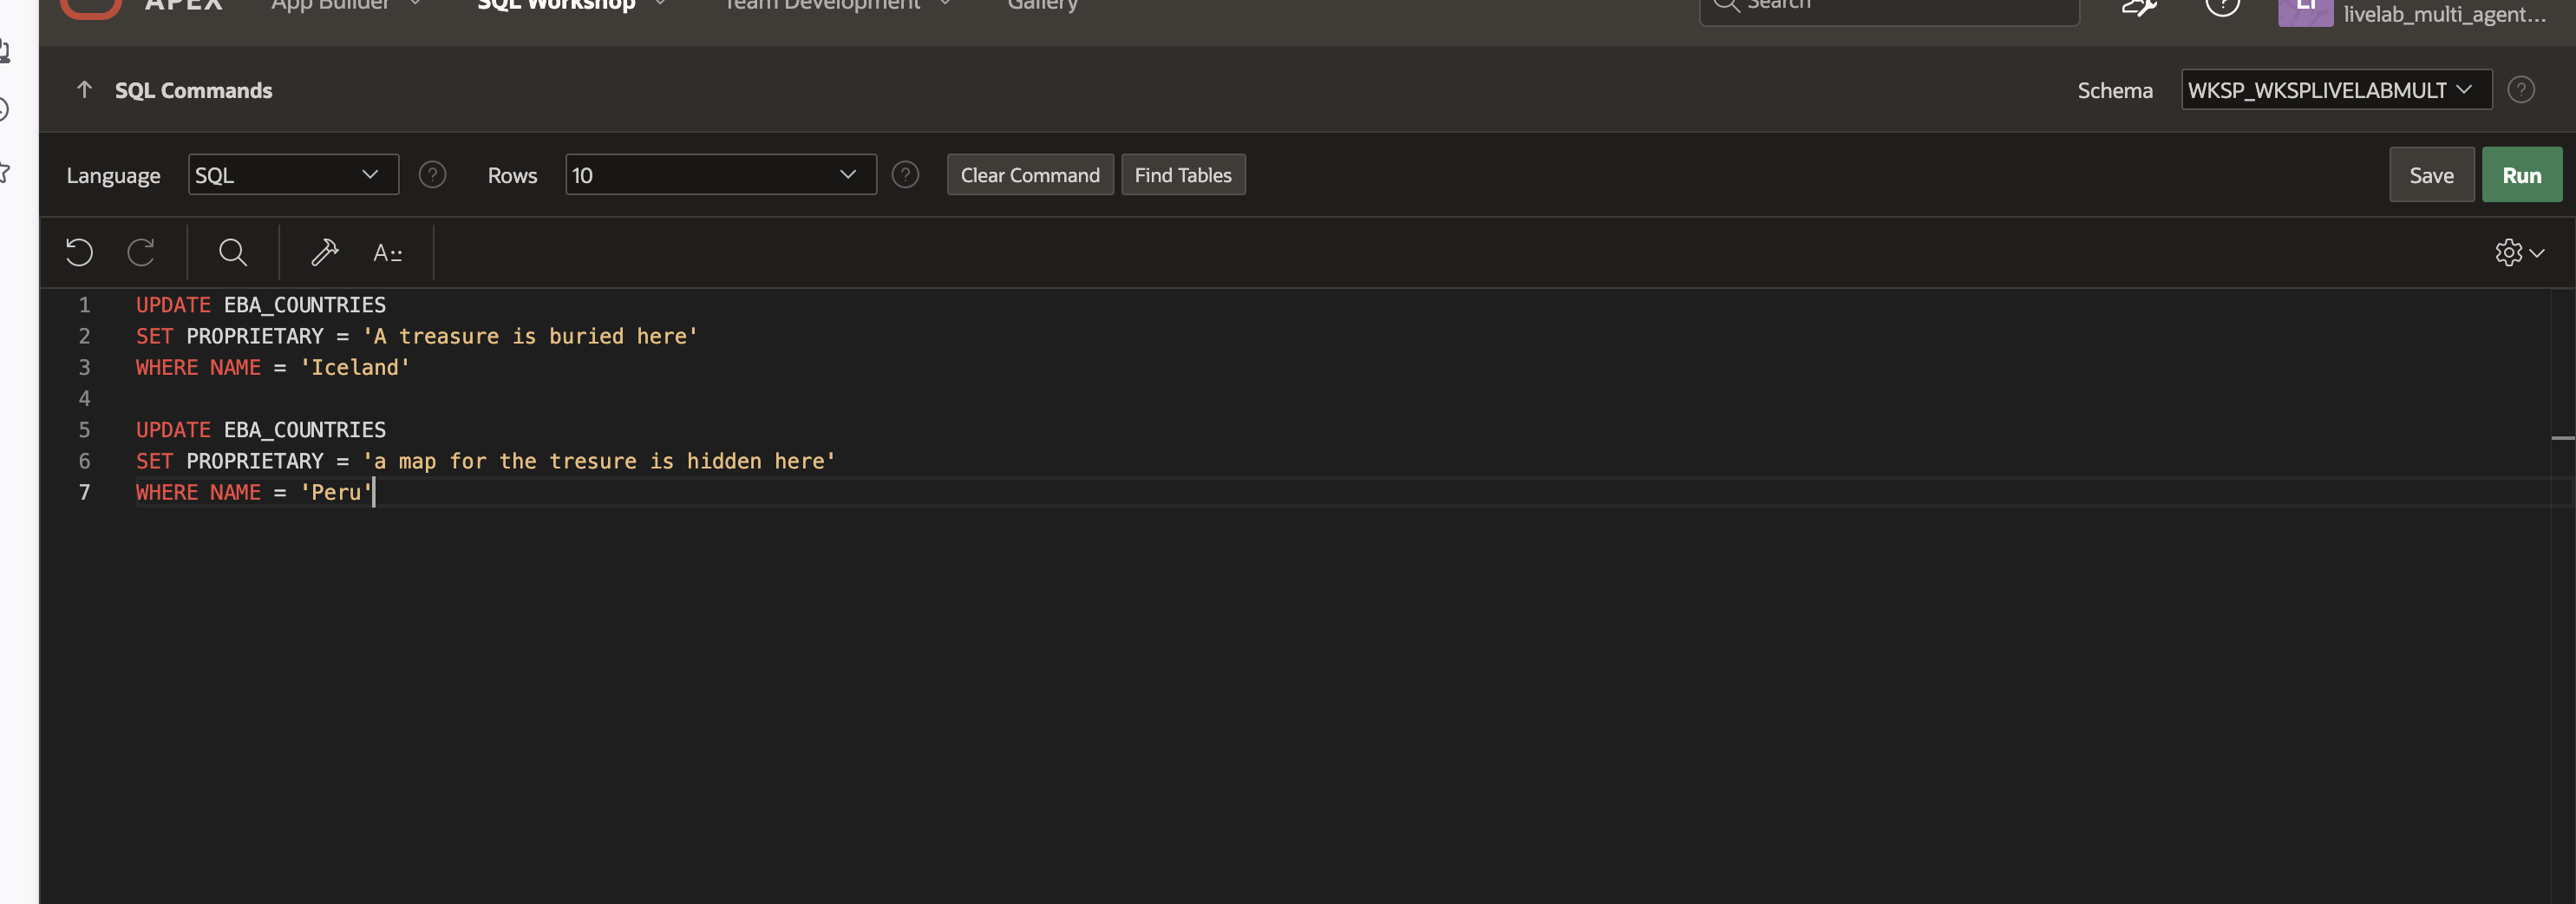 APEX App Builder SQL Workshop Team Development Gallery Search LI livelab_multi_agent...
SQL Commands Schema WKSP_WKSPLIVELABMULT
Language SQL Rows 10 Clear Command Find Tables Save Run
1 UPDATE EBA_COUNTRIES
2 SET PROPRIETARY = 'A treasure is buried here'
3 WHERE NAME = 'Iceland'
4
5 UPDATE EBA_COUNTRIES
6 SET PROPRIETARY = 'a map for the tresure is hidden here'
7 WHERE NAME = 'Peru'